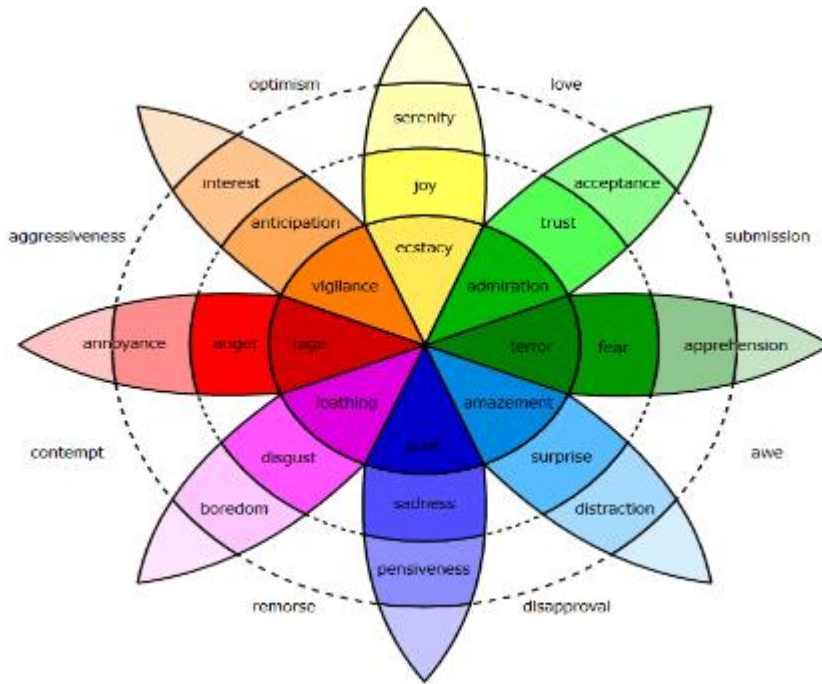 optimism
love
serenity
interest
acceptance
joy
anticipation
trust
aggressiveness
submission
ecstacy
vigilance
admiration
annoyance
anger
rage
terror
fear
apprehension
loathing
amazement
contempt
grief
awe
disgust
surprise
boredom
sadness
distraction
pensiveness
remorse
disapproval